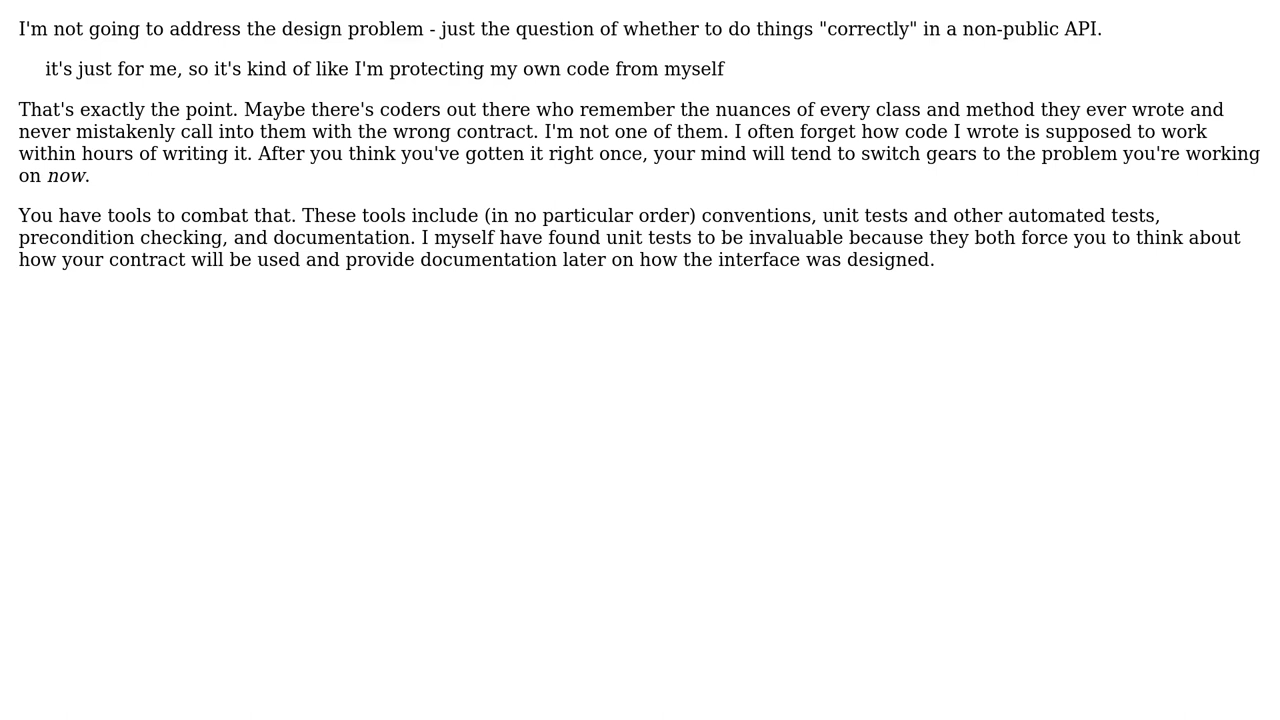 I'm not going to address the design problem - just the question of whether to do things "correctly" in a non-public API.
it's just for me, so it's kind of like I'm protecting my own code from myself
That's exactly the point. Maybe there's coders out there who remember the nuances of every class and method they ever wrote and
never mistakenly call into them with the wrong contract. I'm not one of them. I often forget how code I wrote is supposed to work
within hours of writing it. After you think you've gotten it right once, your mind will tend to switch gears to the problem you're working
on now.
You have tools to combat that. These tools include (in no particular order) conventions, unit tests and other automated tests,
precondition checking, and documentation. I myself have found unit tests to be invaluable because they both force you to think about
how your contract will be used and provide documentation later on how the interface was designed.